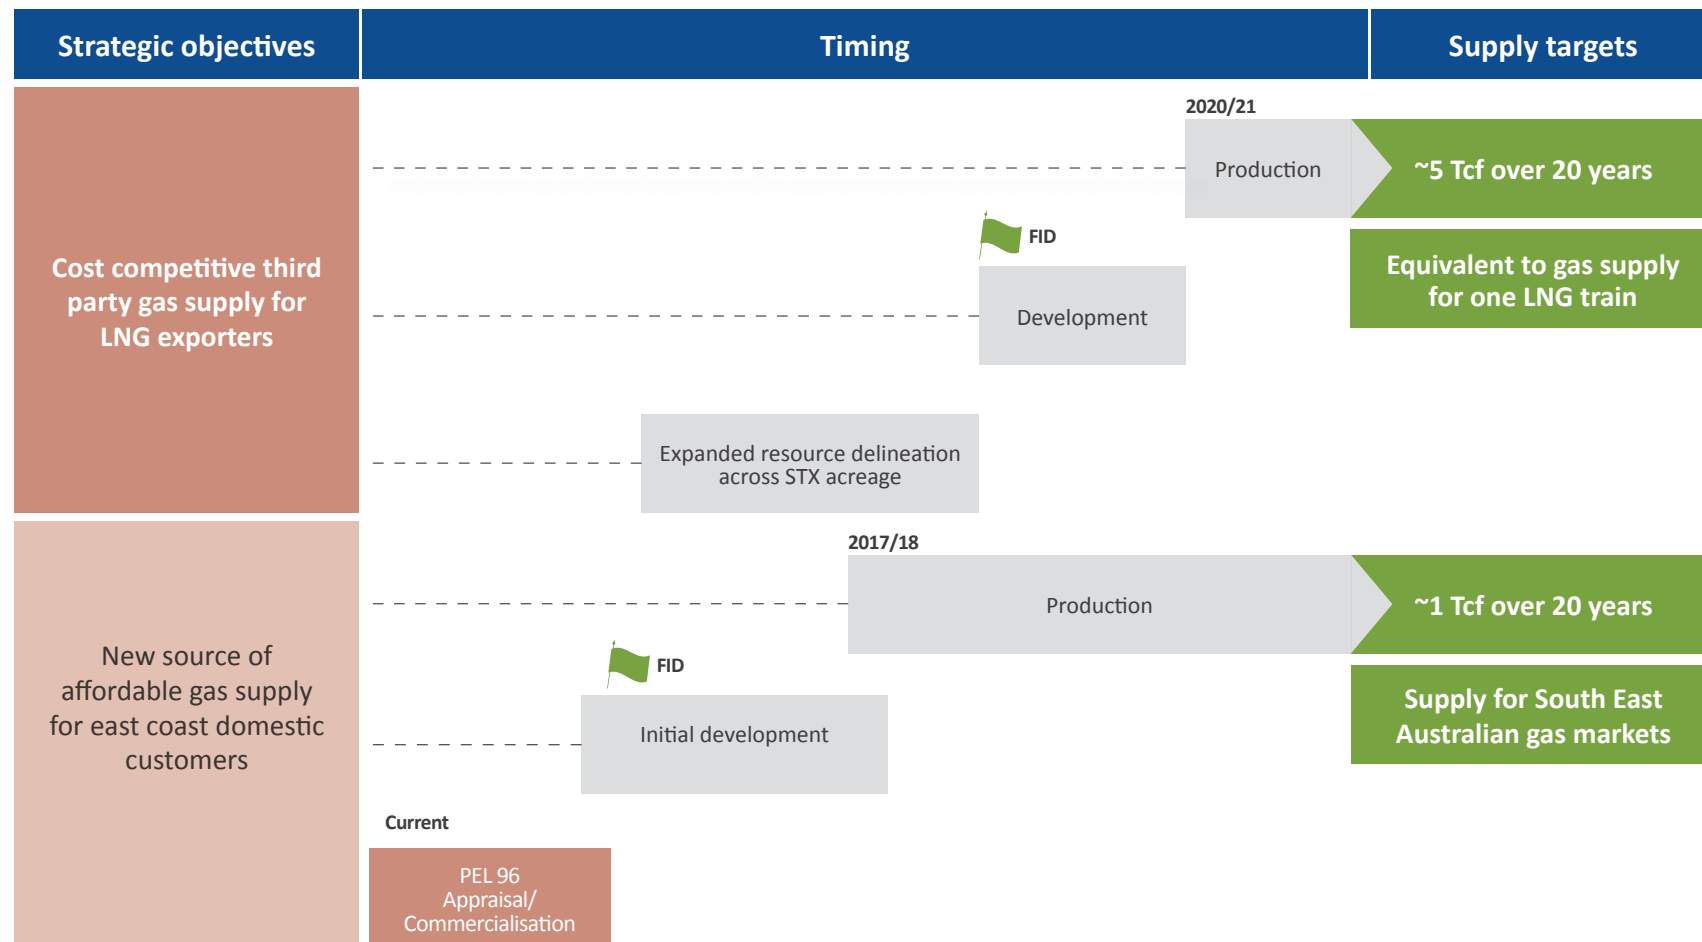 Strategic objectives
Timing
Supply targets
Cost competitive third
party gas supply for
LNG exporters
2020/21
Production
~5 Tcf over 20 years
FID
Development
Equivalent to gas supply
for one LNG train
Expanded resource delineation
across STX acreage
New source of
affordable gas supply
for east coast domestic
customers
2017/18
Production
~1 Tcf over 20 years
FID
Initial development
Supply for South East
Australian gas markets
Current
PEL 96
Appraisal/
Commercialisation